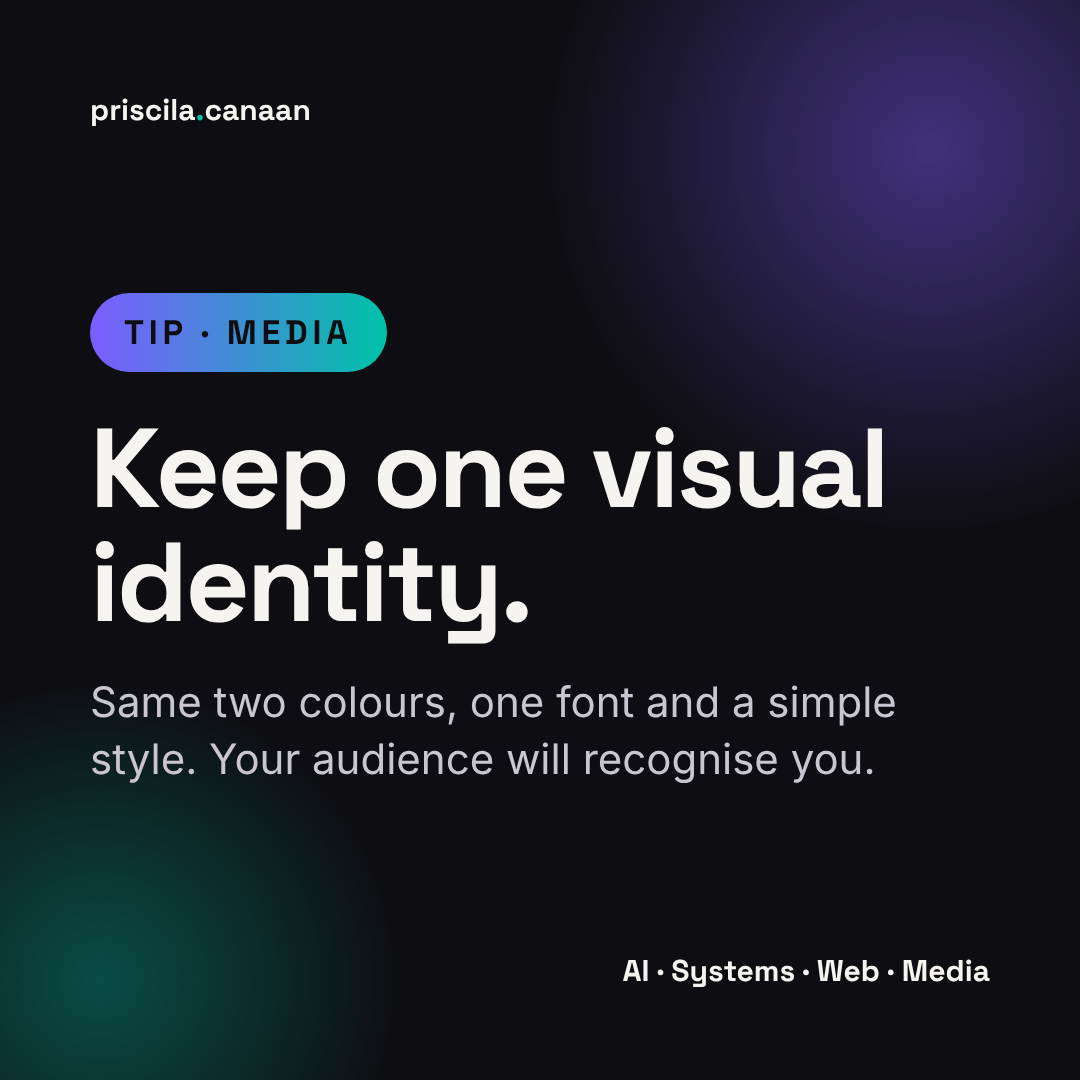 priscila.canaan
TIP · MEDIA
Keep one visual
identity.
Same two colours, one font and a simple
style. Your audience will recognise you.
AI · Systems · Web · Media